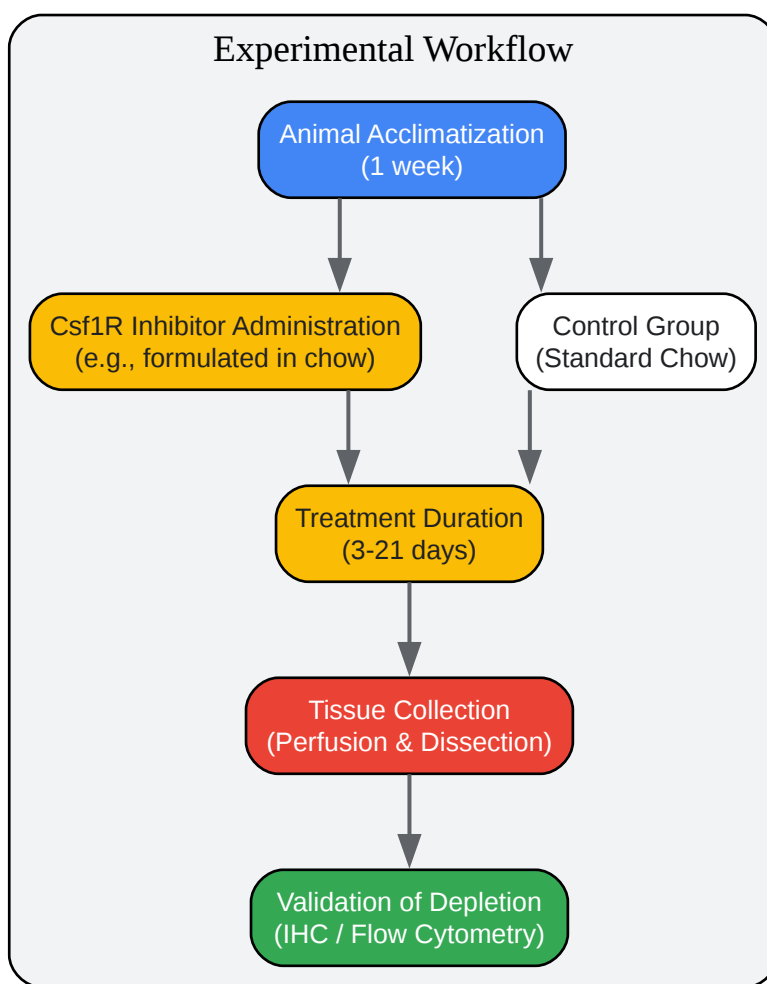 Experimental Workflow
Animal Acclimatization
(1 week)
Csf1R Inhibitor Administration
(e.g., formulated in chow)
Control Group
(Standard Chow)
Treatment Duration
(3-21 days)
Tissue Collection
(Perfusion & Dissection)
Validation of Depletion
(IHC / Flow Cytometry)